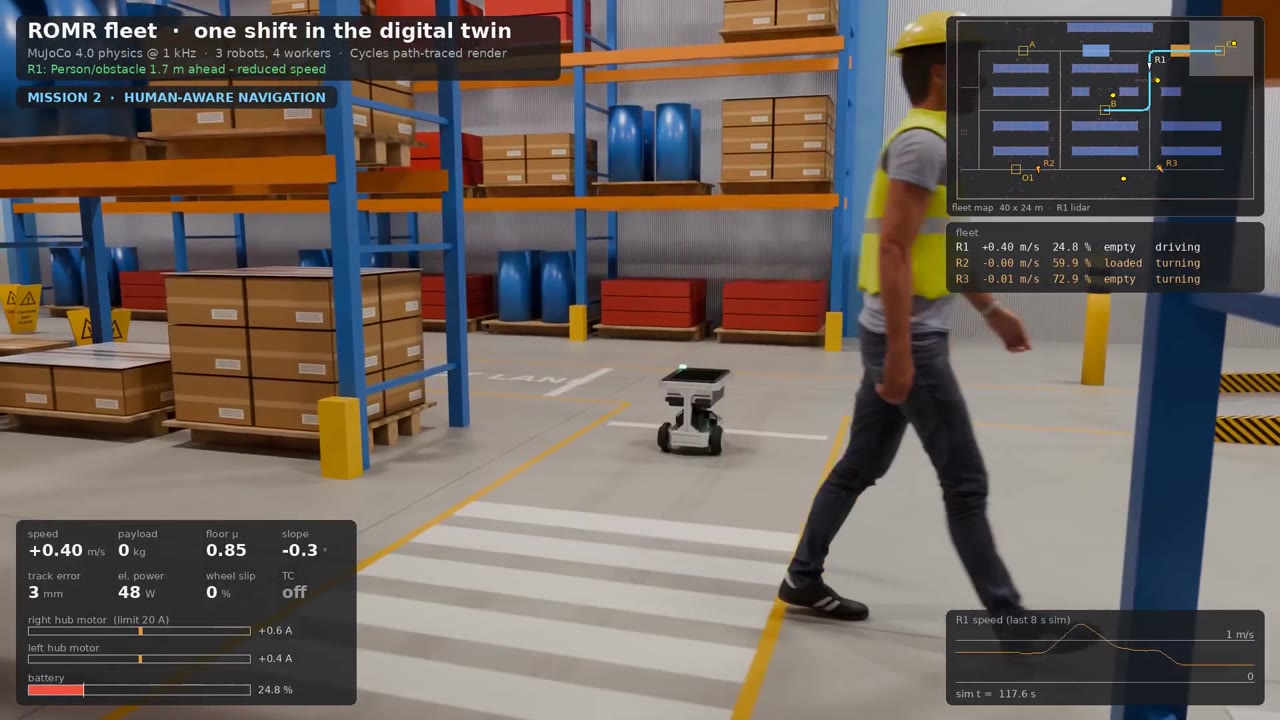 ROMR fleet · one shift in the digital twin
MuJoCo 4.0 physics @ 1 kHz · 3 robots, 4 workers · Cycles path-traced render
R1: Person/obstacle 1.7 m ahead - reduced speed
MISSION 2 · HUMAN-AWARE NAVIGATION
A
C
R1
B
R2
R3
O1
fleet map 40 x 24 m · R1 lidar
fleet
R1 +0.40 m/s 24.8 % empty driving
R2 -0.00 m/s 59.9 % loaded turning
R3 -0.01 m/s 72.9 % empty turning
LAN
speed payload floor μ slope
+0.40 m/s 0 kg 0.85 -0.3 °
track error el. power wheel slip TC
3 mm 48 W 0 % off
right hub motor (limit 20 A)
+0.6 A
left hub motor
+0.4 A
battery
24.8 %
R1 speed (last 8 s sim)
1 m/s
0
sim t = 117.6 s